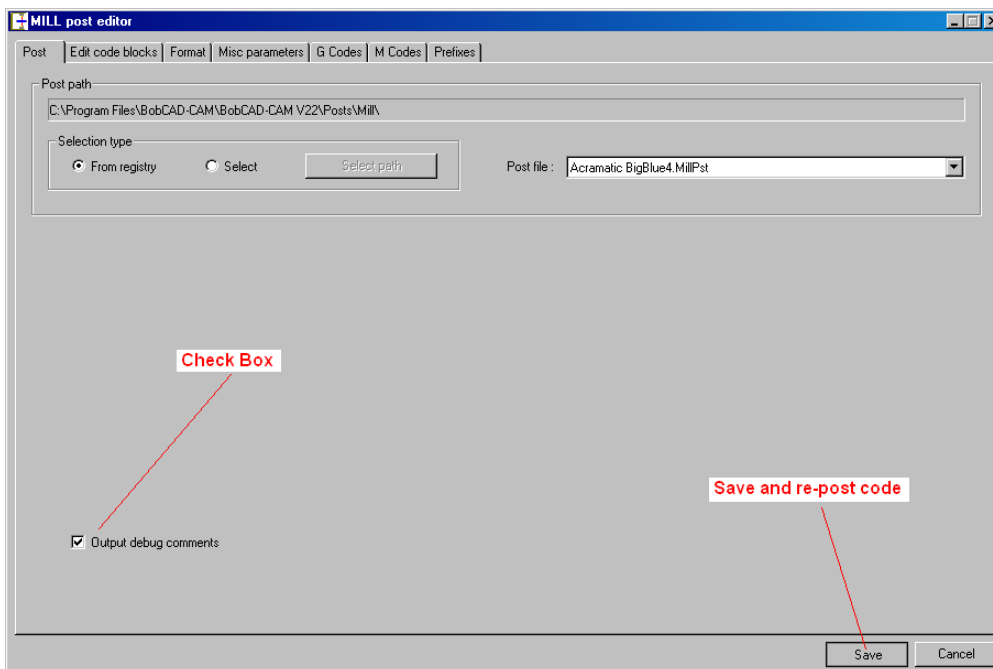 MILL post editor
Post Edit code blocks Format Misc parameters G Codes M Codes Prefixes
Post path
C:\Program Files\BobCAD-CAM\BobCAD-CAM V22\Posts\Mill\
Selection type
From registry Select Select path Post file : Acramatic BigBlue4.MillPst
Check Box
Save and re-post code
Output debug comments
Save Cancel